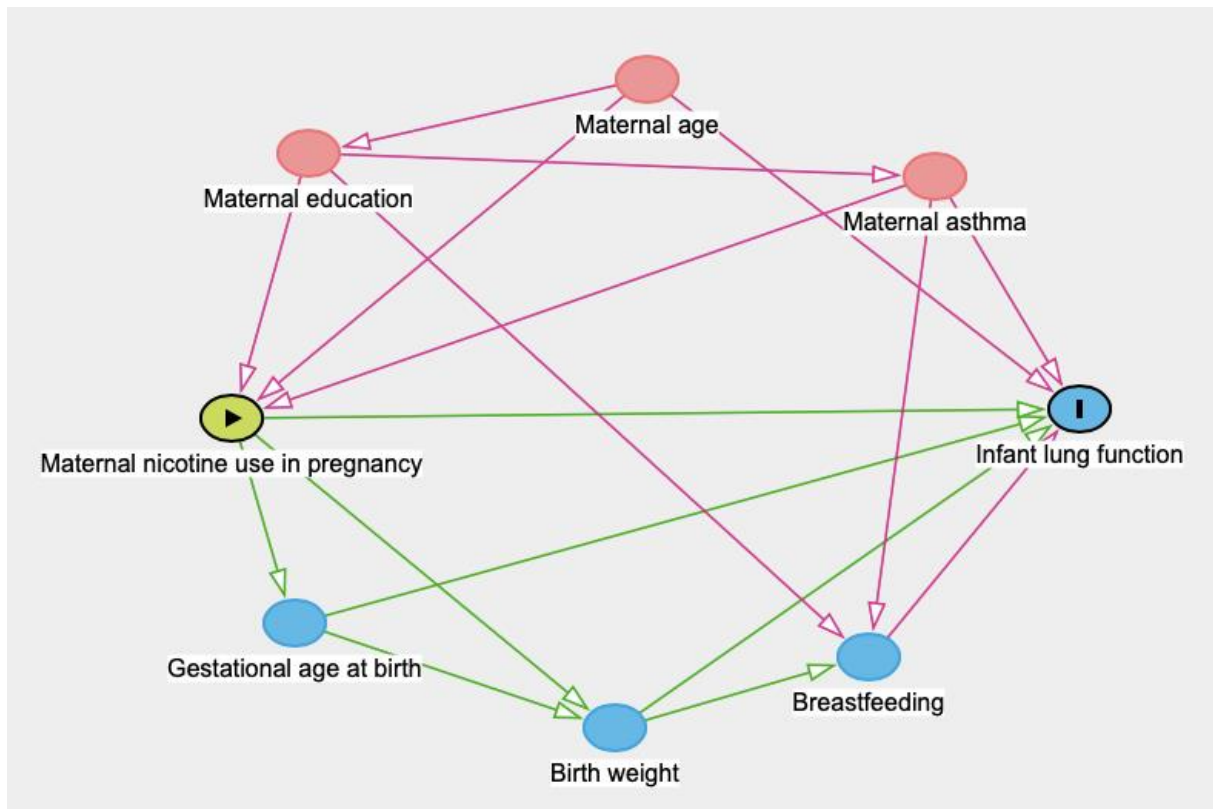 Maternal age
Maternal education
Maternal asthma
Maternal nicotine use in pregnancy
Infant lung function
Gestational age at birth
Breastfeeding
Birth weight